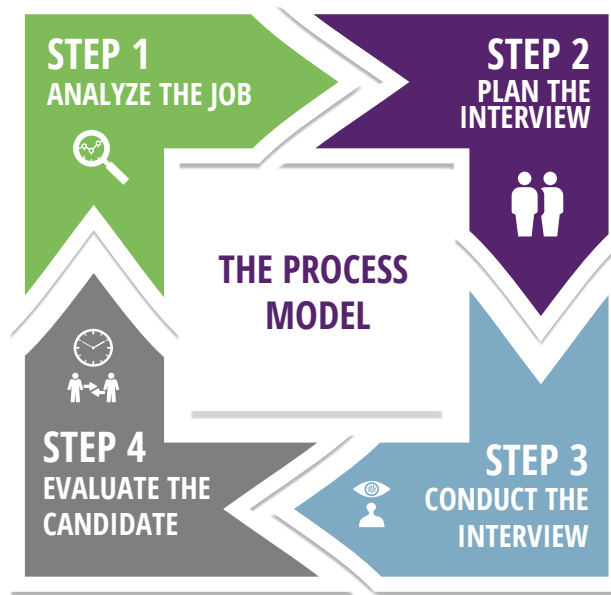 STEP 1
ANALYZE THE JOB
STEP 2
PLAN THE
INTERVIEW
THE PROCESS
MODEL
STEP 3
CONDUCT THE
INTERVIEW
STEP 4
EVALUATE THE
CANDIDATE